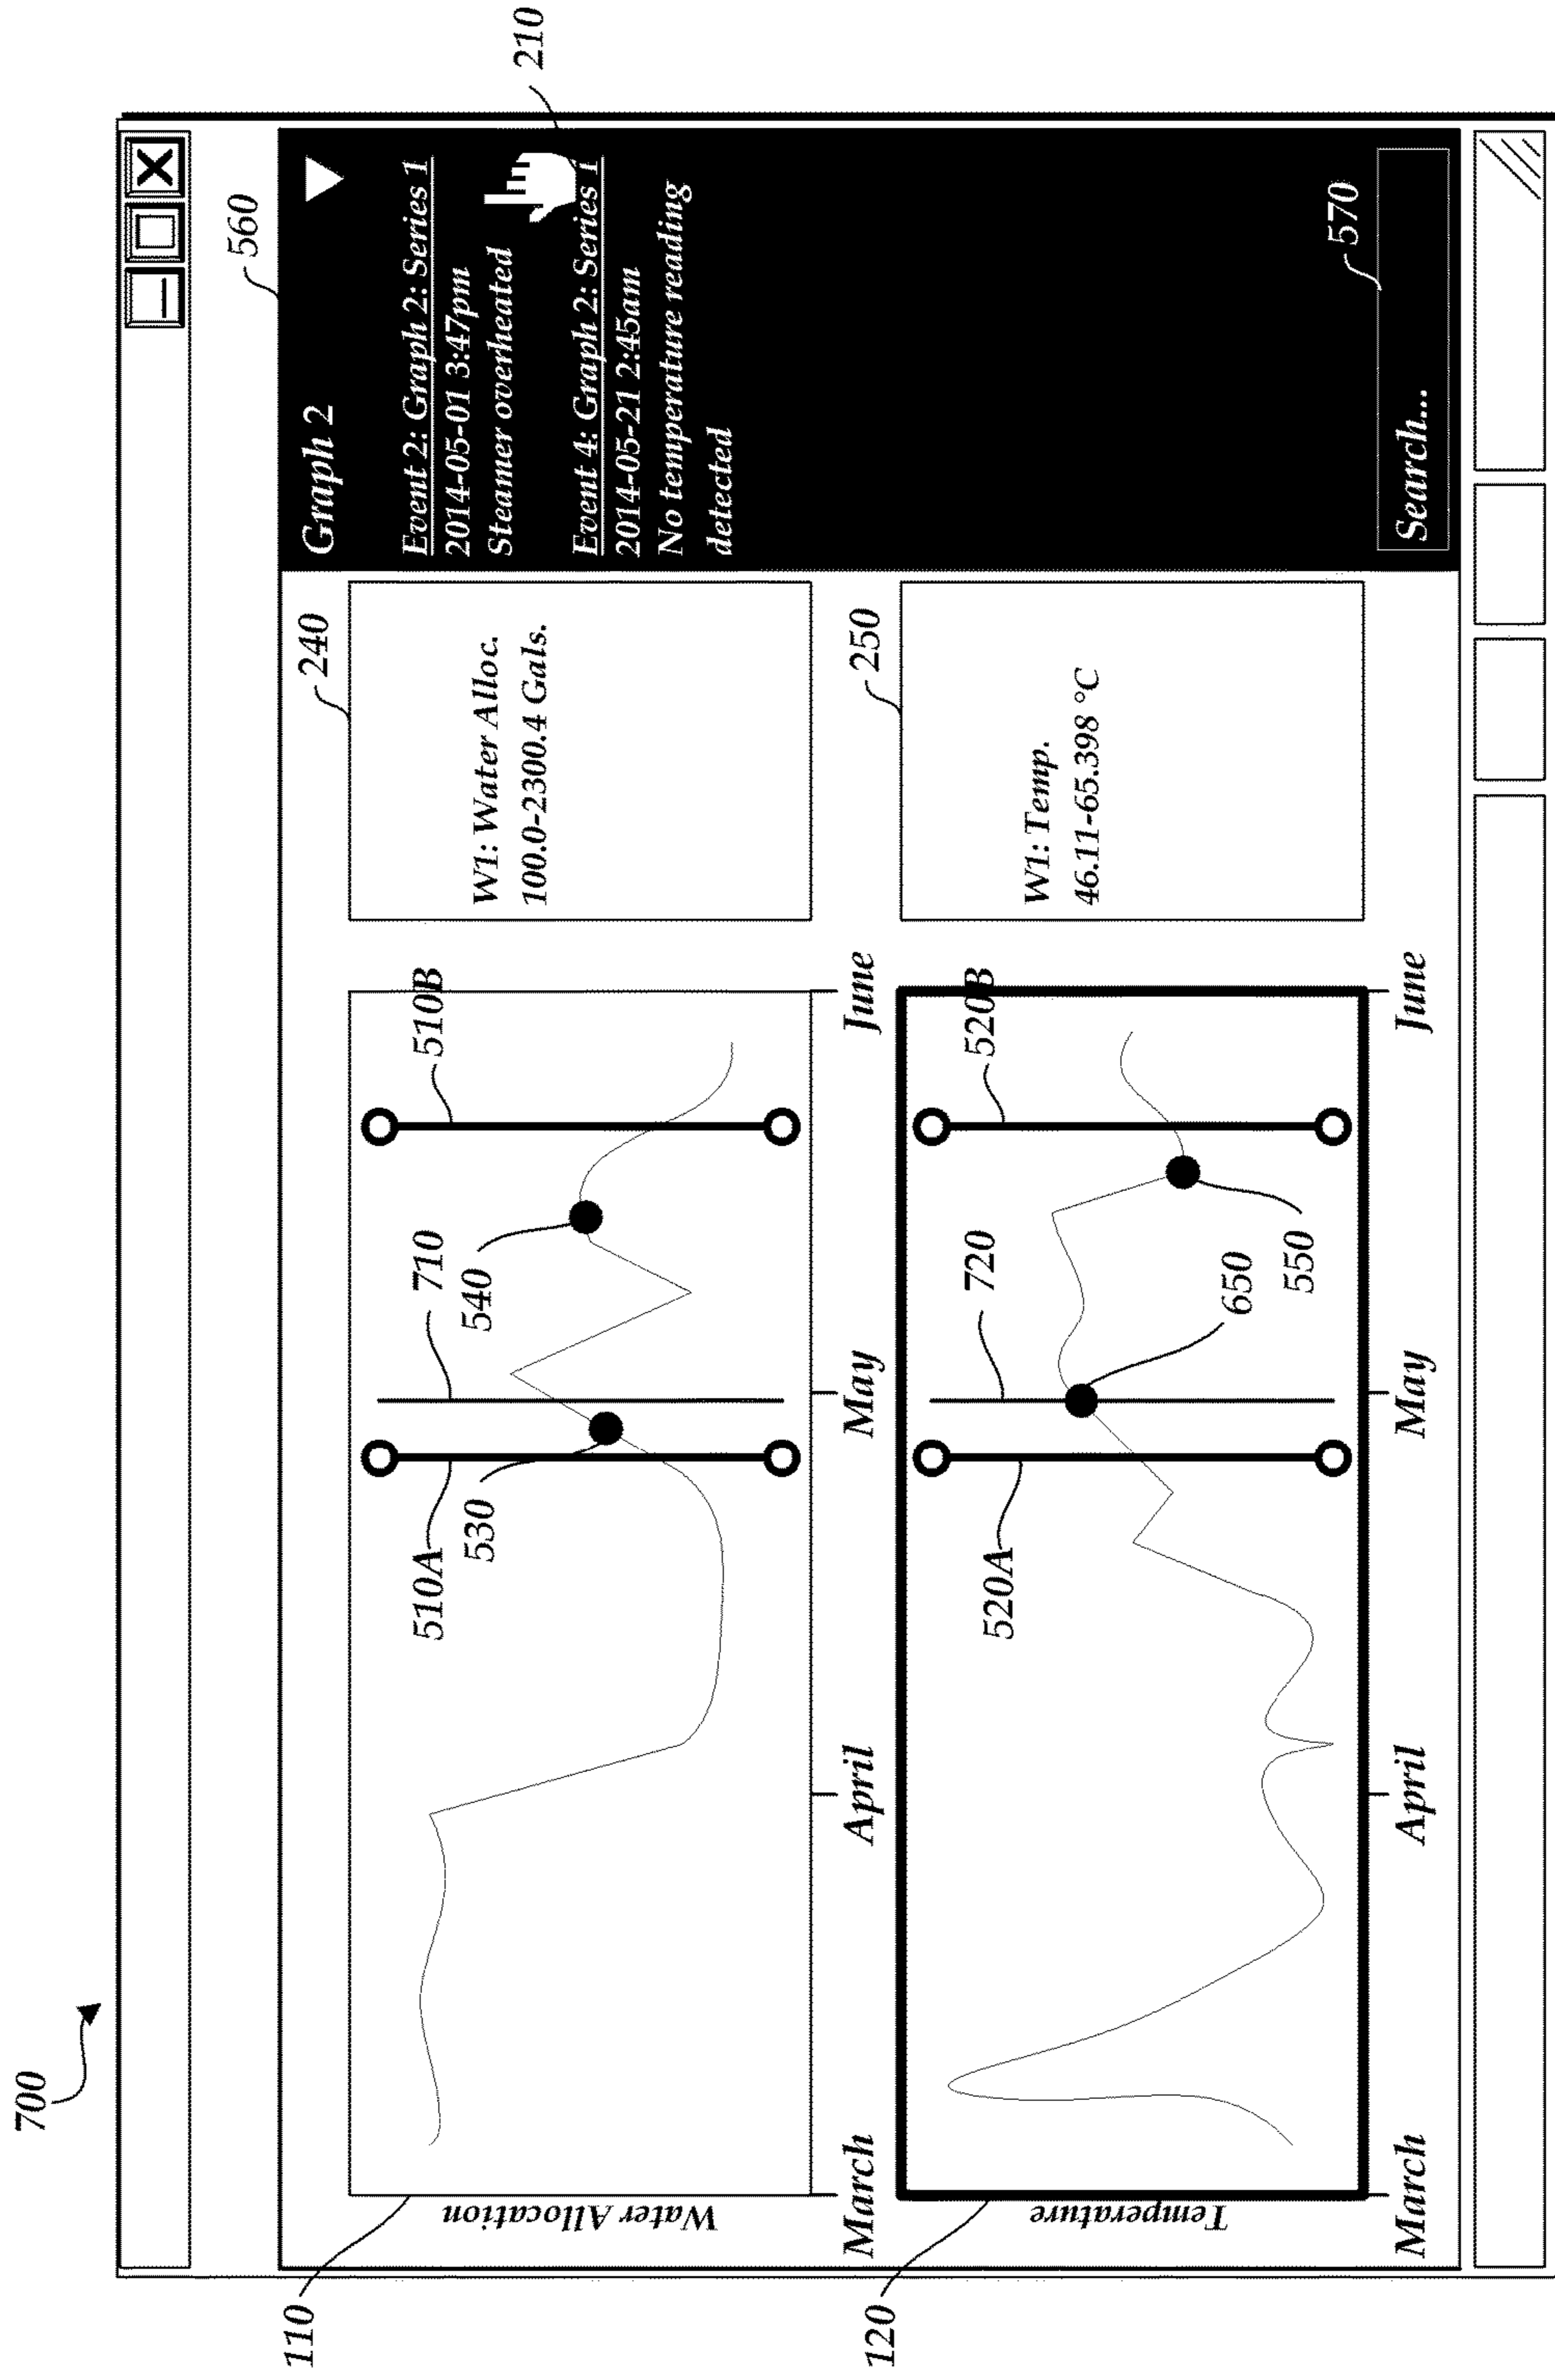 700
560
Graph 2
Event 2: Graph 2: Series 1
2014-05-01 3:47pm
Steamer overheated
210
Event 4: Graph 2: Series 1
2014-05-21 2:45am
No temperature reading
detected
570
Search...
110
Water Allocation
510A
530
710
540
510B
March
April
May
June
240
W1: Water Alloc.
100.0-2300.4 Gals.
120
Temperature
520A
720
650
550
520B
March
April
May
June
250
W1: Temp.
46.11-65.398 °C